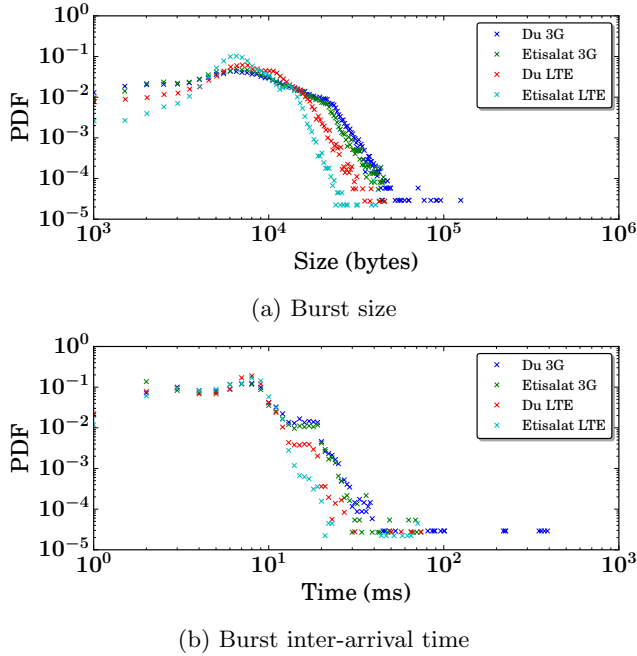 10^0
10^-1
10^-2
10^-3
10^-4
10^-5
PDF
Du 3G
Etisalat 3G
Du LTE
Etisalat LTE
10^3 10^4 10^5 10^6
Size (bytes)
(a) Burst size
10^0
10^-1
10^-2
10^-3
10^-4
10^-5
PDF
Du 3G
Etisalat 3G
Du LTE
Etisalat LTE
10^0 10^1 10^2 10^3
Time (ms)
(b) Burst inter-arrival time